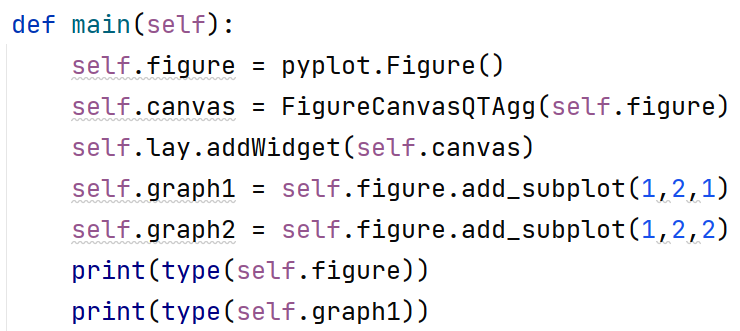 def main(self):
    self.figure = pyplot.Figure()
    self.canvas = FigureCanvasQTAgg(self.figure)
    self.lay.addWidget(self.canvas)
    self.graph1 = self.figure.add_subplot(1,2,1)
    self.graph2 = self.figure.add_subplot(1,2,2)
    print(type(self.figure))
    print(type(self.graph1))